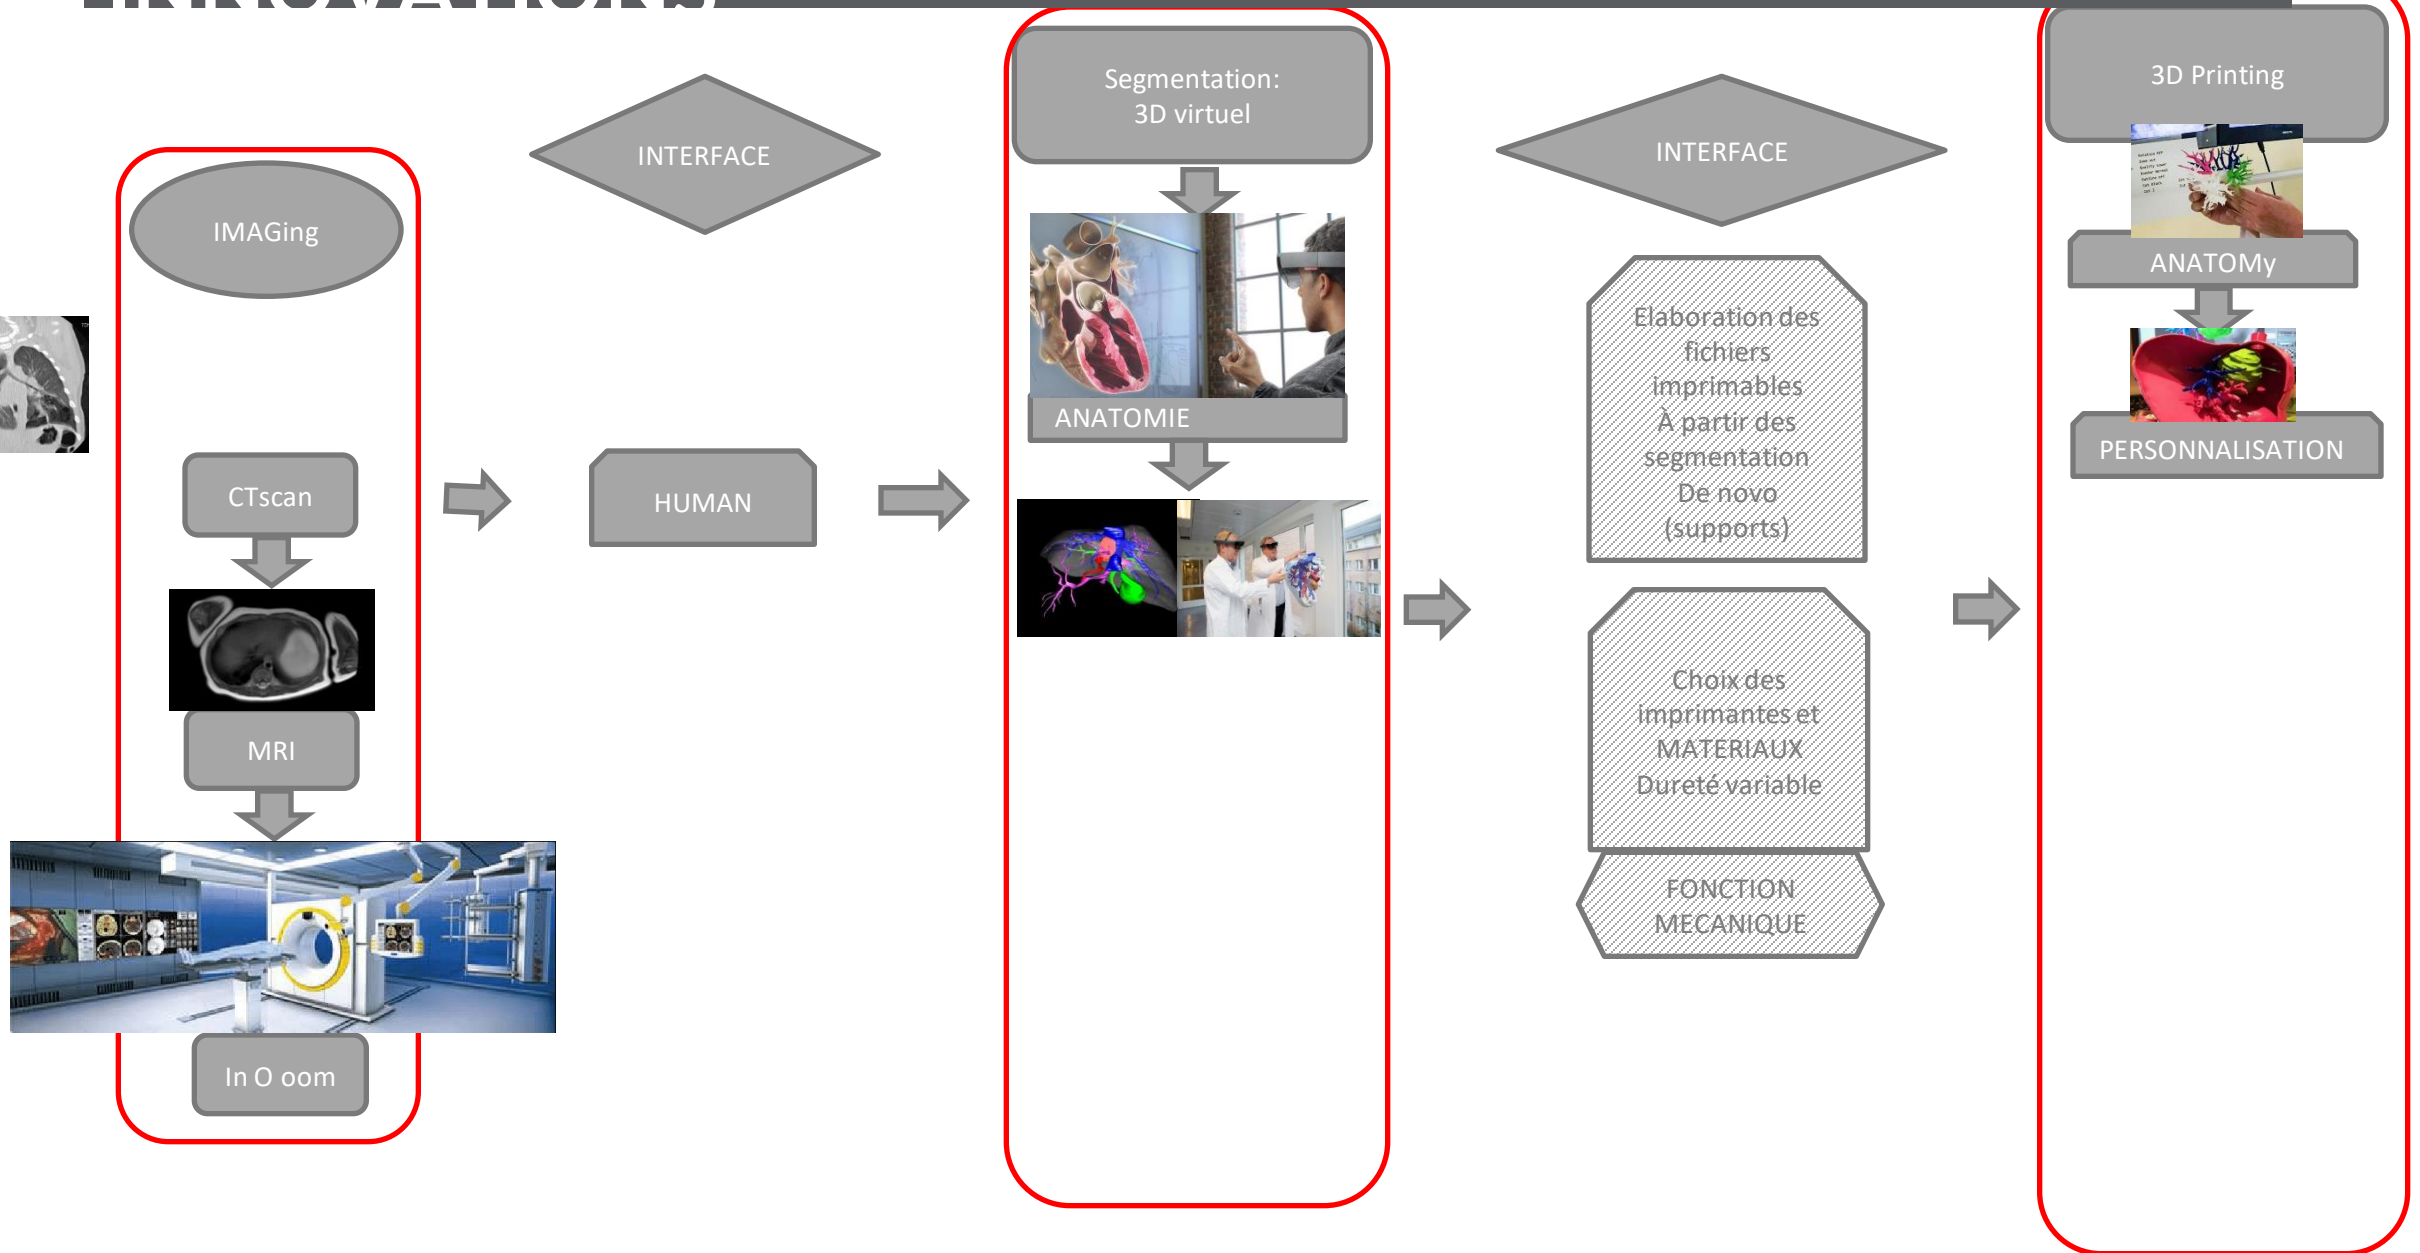 IMAGing
CTscan
MRI
In O oom
INTERFACE
HUMAN
Segmentation:
3D virtuel
ANATOMIE
INTERFACE
Elaboration des
fichiers
imprimables
À partir des
segmentation
De novo
(supports)
Choix des
imprimantes et
MATERIAUX
Dureté variable
FONCTION
MECANIQUE
3D Printing
ANATOMy
PERSONNALISATION